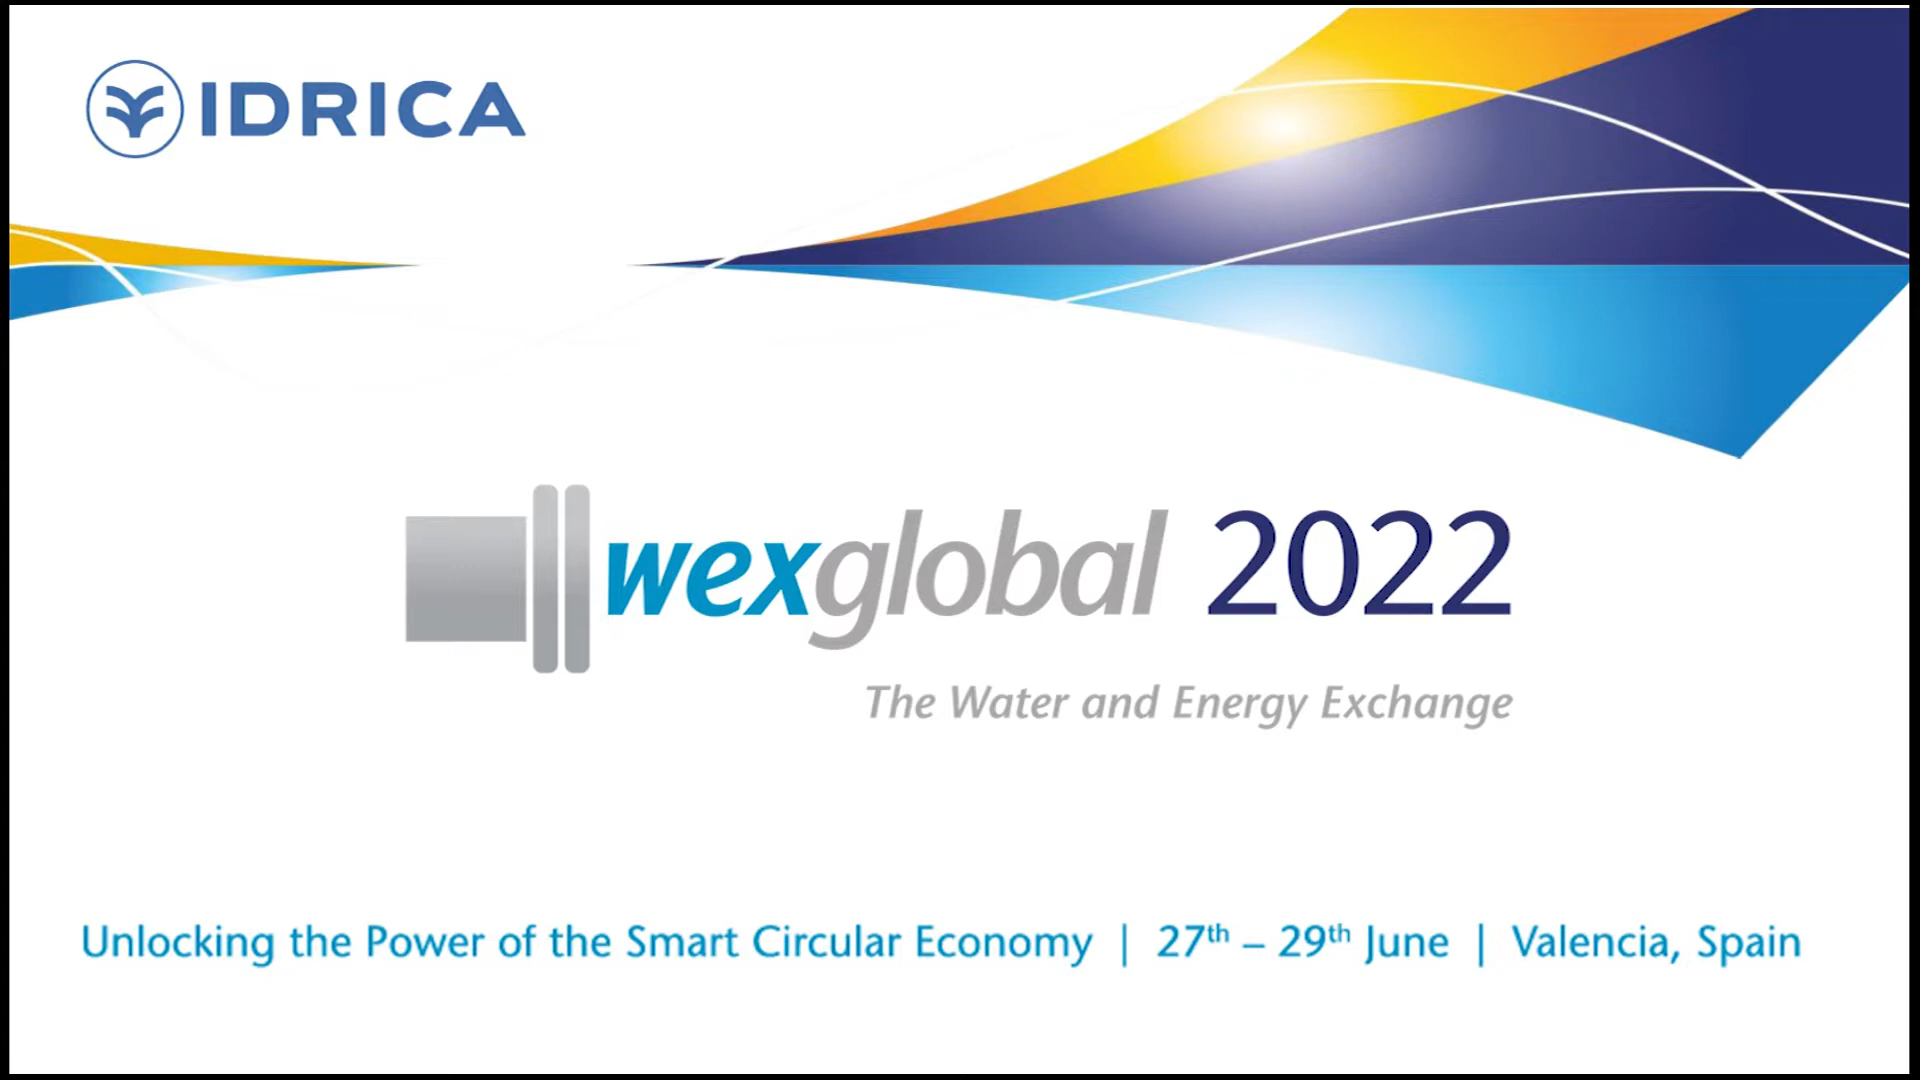 IDRICA
wexglobal 2022
The Water and Energy Exchange
Unlocking the Power of the Smart Circular Economy | 27th – 29th June | Valencia, Spain